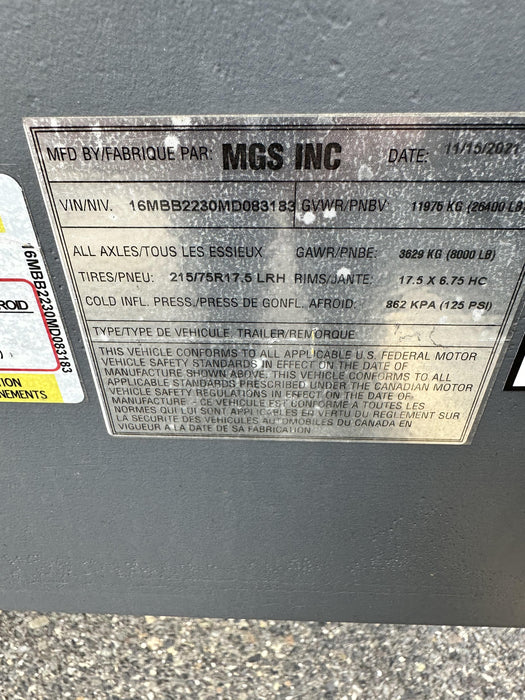 MFD BY/FABRIQUE PAR: MGS INC DATE: 11/15/2021
VIN/NIV. 16MBB2230MD083183 GVWR/PNBV: 11975 KG (26400 LB
ALL AXLES/TOUS LES ESSIEUX GAWR/PNBE: 3629 KG (8000 LB)
TIRES/PNEU: 215/75R17.5 LRH RIMS/JANTE: 17.5 X 6.75 HC
COLD INFL. PRESS./PRESS DE GONFL. AFROID: 862 KPA (125 PSI)
TYPE/TYPE DE VEHICULE: TRAILER/REMORQUE
THIS VEHICLE CONFORMS TO ALL APPLICABLE U.S. FEDERAL MOTOR
VEHICLE SAFETY STANDARDS IN EFFECT ON THE DATE OF
MANUFACTURE SHOWN ABOVE. THIS VEHICLE CONFORMS TO ALL
APPLICABLE STANDARDS PRESCRIBED UNDER THE CANADIAN MOTOR
VEHICLE SAFETY REGULATIONS IN EFFECT ON THE DATE OF
MANUFACTURE - CE VEHICULE EST CONFORME A TOUTES LES
NORMES QUI LUI SONT APPLICABLES EN VERTU DU REGLEMENT SUR
LA SECURITE DES VEHICULES AUTOMOBILES DU CANADA EN
VIGUEUR A LA DATE DE SA FABRICATION
16MBB2230MD083183
ROID
)
TION
NEMENTS